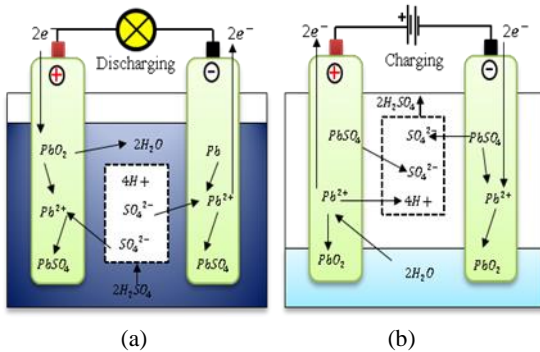 2e⁻
Discharging
2e⁻
+
-
PbO₂
2H₂O
Pb
4H+
Pb²⁺
SO₄²⁻
Pb²⁺
SO₄²⁻
PbSO₄
PbSO₄
2H₂SO₄
(a)
2e⁻
+
Charging
2e⁻
+
-
2H₂SO₄
PbSO₄
SO₄²⁻
PbSO₄
SO₄²⁻
Pb²⁺
4H+
Pb²⁺
PbO₂
2H₂O
PbO₂
(b)